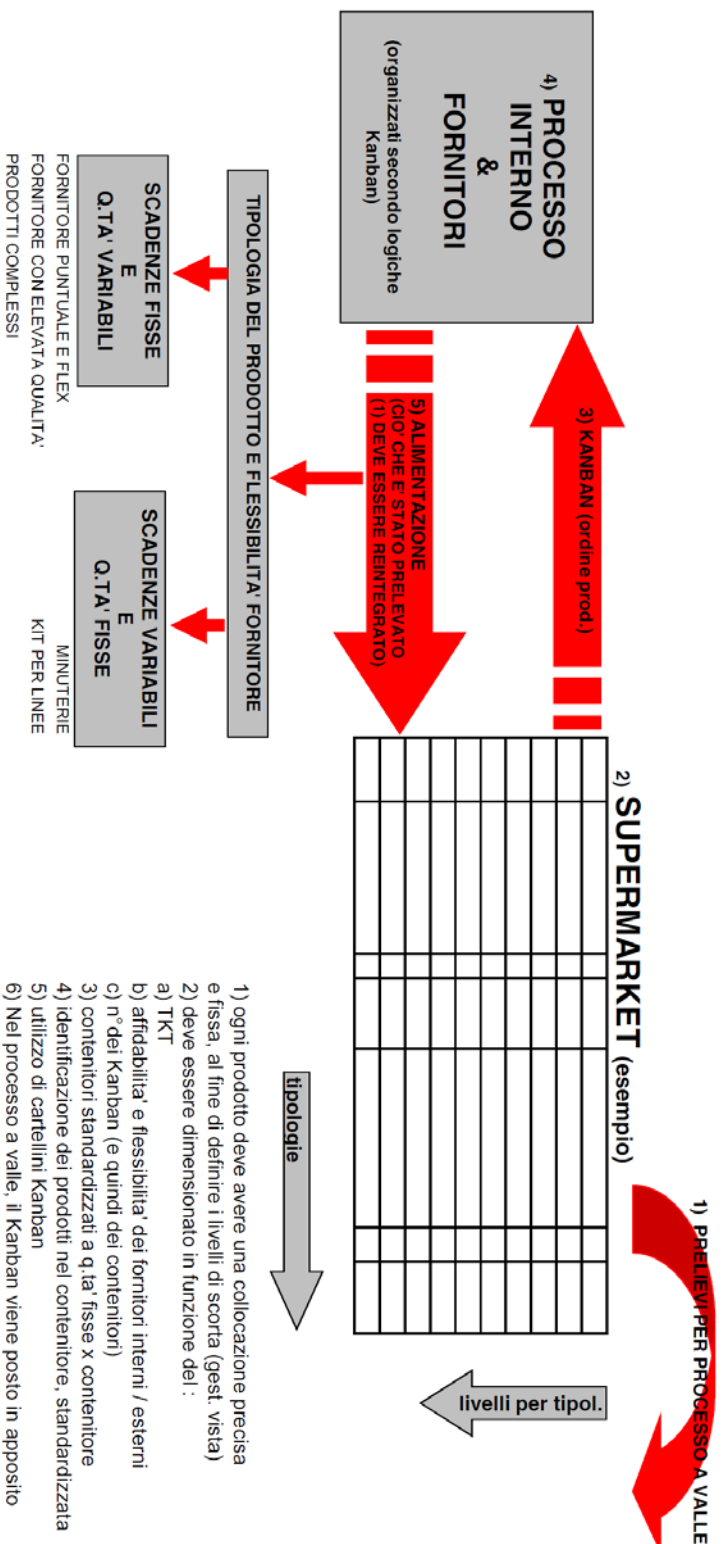 1) PRELIEVI PER PROCESSO A VALLE
2) SUPERMARKET (esempio)
3) KANBAN (ordine prod.)
4) PROCESSO
INTERNO
&
FORNITORI
(organizzati secondo logiche
Kanban)
5) ALIMENTAZIONE
(CIO' CHE E' STATO PRELEVATO
(1) DEVE ESSERE REINTEGRATO)
livelli per tipol.
tipologie
TIPOLOGIA DEL PRODOTTO E FLESSIBILITA' FORNITORE
SCADENZE FISSE
E
Q.TA' VARIABILI
FORNITORE PUNTUALE E FLEX
FORNITORE CON ELEVATA QUALITA'
PRODOTTI COMPLESSI
SCADENZE VARIABILI
E
Q.TA' FISSE
MINUTERIE
KIT PER LINEE
1) ogni prodotto deve avere una collocazione precisa
e fissa, al fine di definire i livelli di scorta (gest. vista)
2) deve essere dimensionato in funzione del :
a) TKT
b) affidabilita' e flessibilita' dei fornitori interni / esterni
c) n° dei Kanban (e quindi dei contenitori)
3) contenitori standardizzati a q.ta' fisse x contenitore
4) identificazione dei prodotti nel contenitore, standardizzata
5) utilizzo di cartellini Kanban
6) Nel processo a valle, il Kanban viene posto in apposito